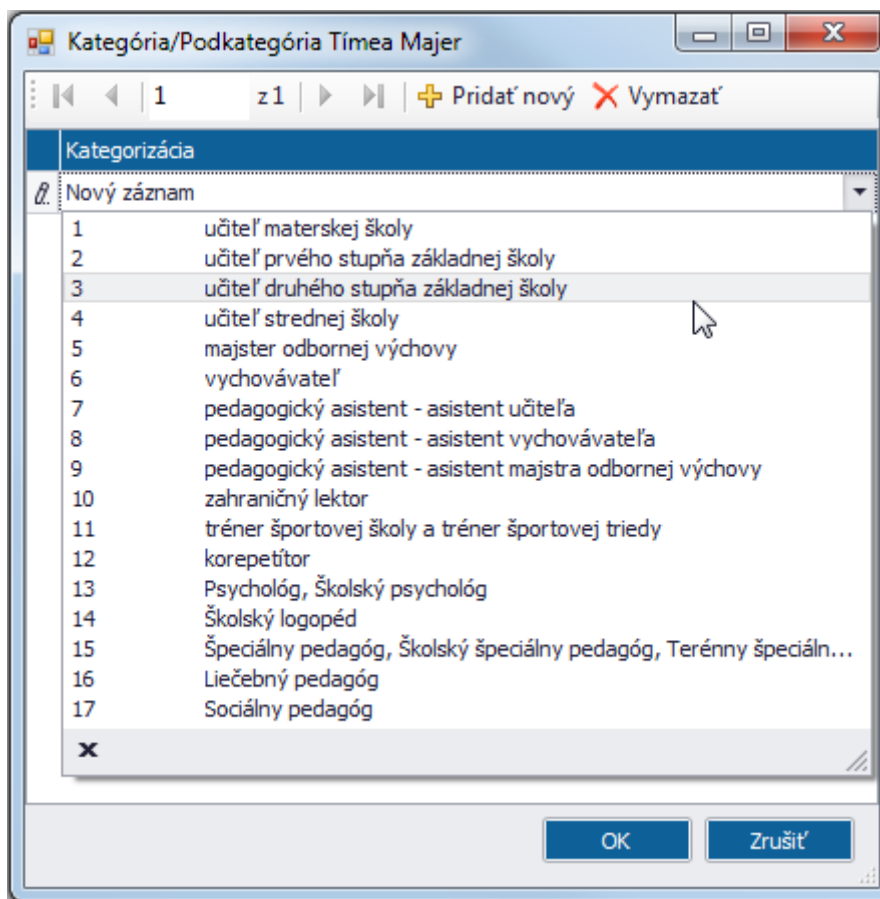 Kategória/Podkategória Tímea Majer
1 z 1 Pridať nový Vymazať
Kategorizácia
Nový záznam
1 učiteľ materskej školy
2 učiteľ prvého stupňa základnej školy
3 učiteľ druhého stupňa základnej školy
4 učiteľ strednej školy
5 majster odbornej výchovy
6 vychovávateľ
7 pedagogický asistent - asistent učiteľa
8 pedagogický asistent - asistent vychovávateľa
9 pedagogický asistent - asistent majstra odbornej výchovy
10 zahraničný lektor
11 tréner športovej školy a tréner športovej triedy
12 korepetítor
13 Psychológ, Školský psychológ
14 Školský logopéd
15 Špeciálny pedagóg, Školský špeciálny pedagóg, Terénny špeciáln...
16 Liečebný pedagóg
17 Sociálny pedagóg
OK Zrušiť